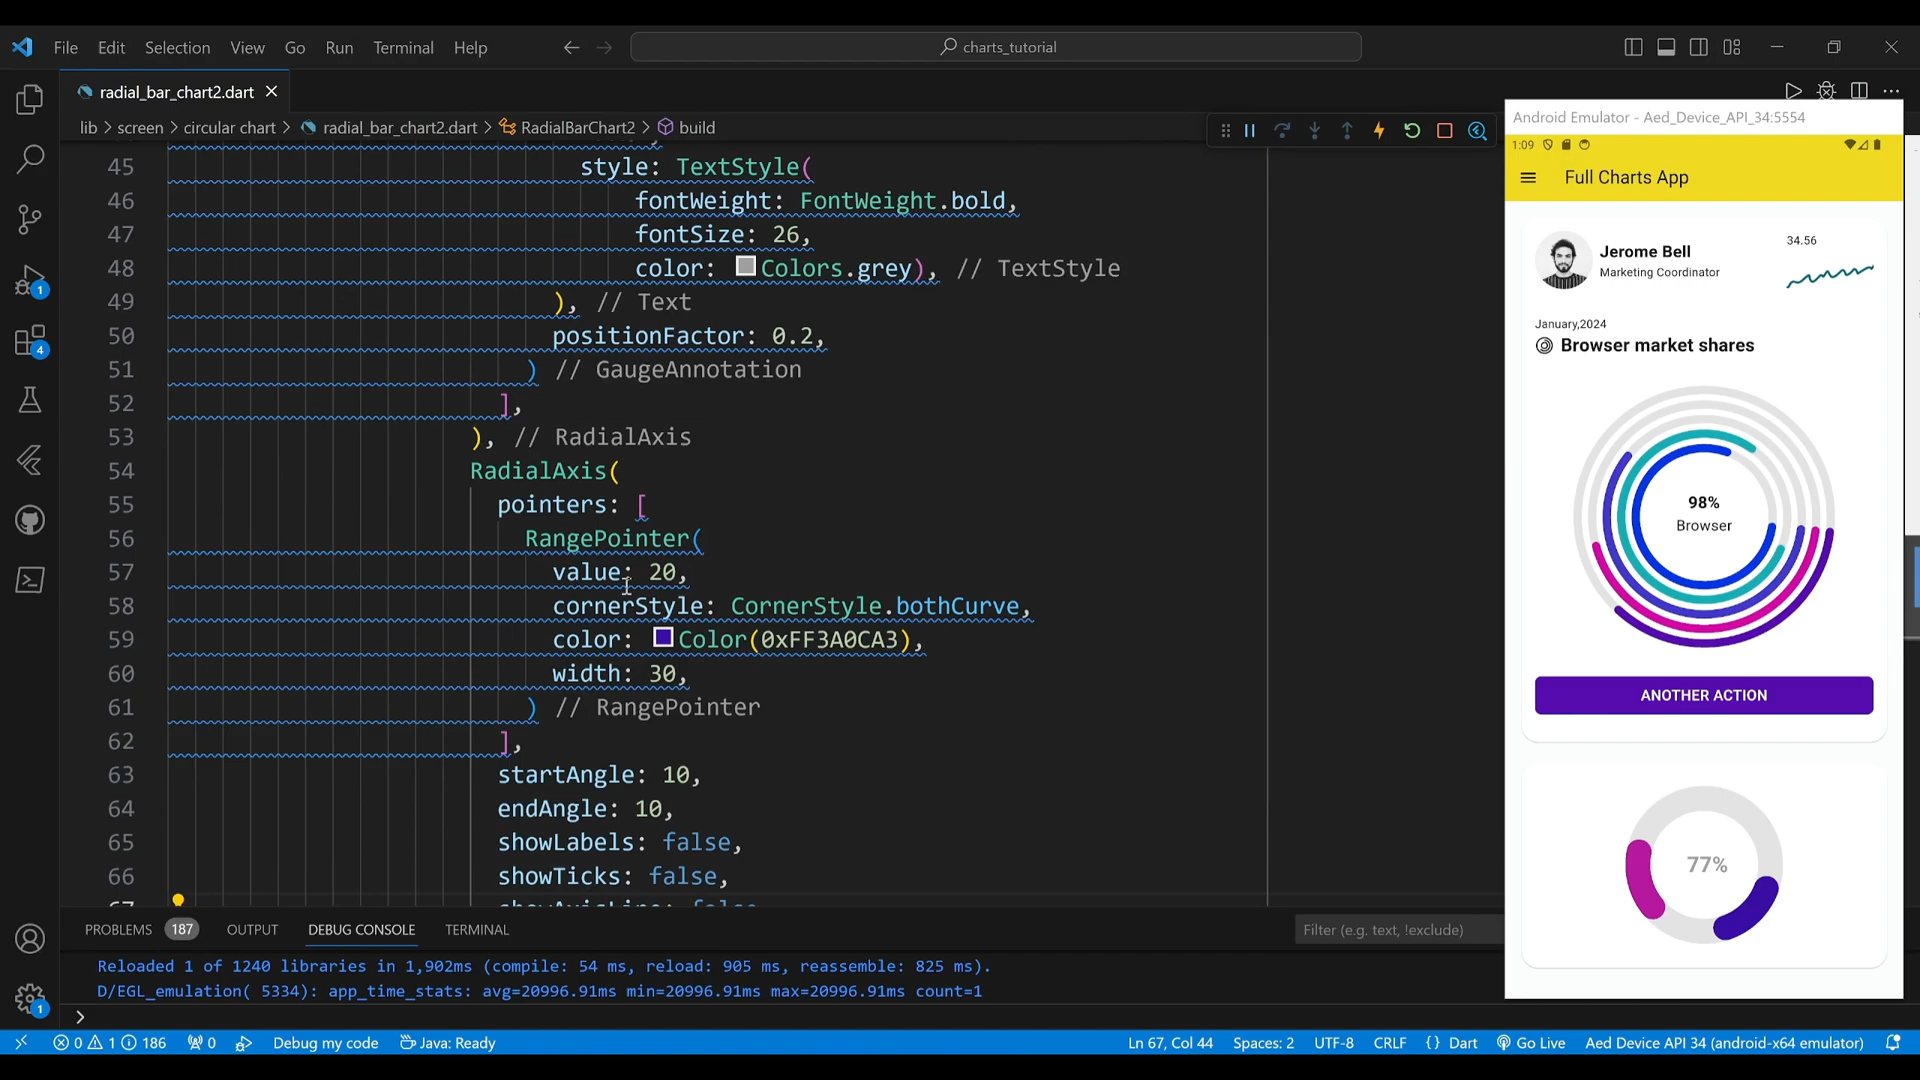 File Edit Selection View Go Run Terminal Help
charts_tutorial
radial_bar_chart2.dart
lib > screen > circular chart > radial_bar_chart2.dart > RadialBarChart2 > build
45 style: TextStyle(
46 fontWeight: FontWeight.bold,
47 fontSize: 26,
48 color: Colors.grey), // TextStyle
49 ), // Text
50 positionFactor: 0.2,
51 ) // GaugeAnnotation
52 ],
53 ), // RadialAxis
54 RadialAxis(
55 pointers: [
56 RangePointer(
57 value: 20,
58 cornerStyle: CornerStyle.bothCurve,
59 color: Color(0xFF3A0CA3),
60 width: 30,
61 ) // RangePointer
62 ],
63 startAngle: 10,
64 endAngle: 10,
65 showLabels: false,
66 showTicks: false,
Android Emulator - Aed_Device_API_34:5554
1:09
Full Charts App
Jerome Bell
Marketing Coordinator
34.56
January,2024
Browser market shares
98%
Browser
ANOTHER ACTION
77%
1
4
1
PROBLEMS 187 OUTPUT DEBUG CONSOLE TERMINAL
Filter (e.g. text, !exclude)
Reloaded 1 of 1240 libraries in 1,902ms (compile: 54 ms, reload: 905 ms, reassemble: 825 ms).
D/EGL_emulation( 5334): app_time_stats: avg=20996.91ms min=20996.91ms max=20996.91ms count=1
>
0 1 186 0 Debug my code Java: Ready Ln 67, Col 44 Spaces: 2 UTF-8 CRLF {} Dart Go Live Aed Device API 34 (android-x64 emulator)